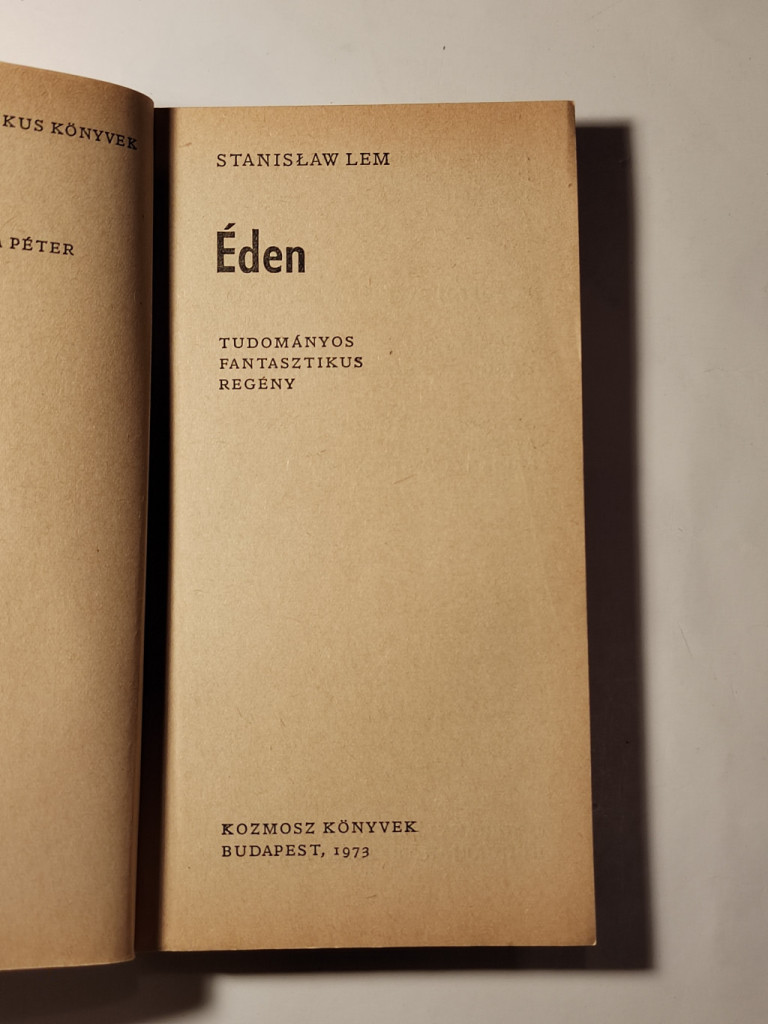 KUS KÖNYVEK
PÉTER
STANISŁAW LEM
Éden
TUDOMÁNYOS
FANTASZTIKUS
REGÉNY
KOZMOSZ KÖNYVEK
BUDAPEST, 1973